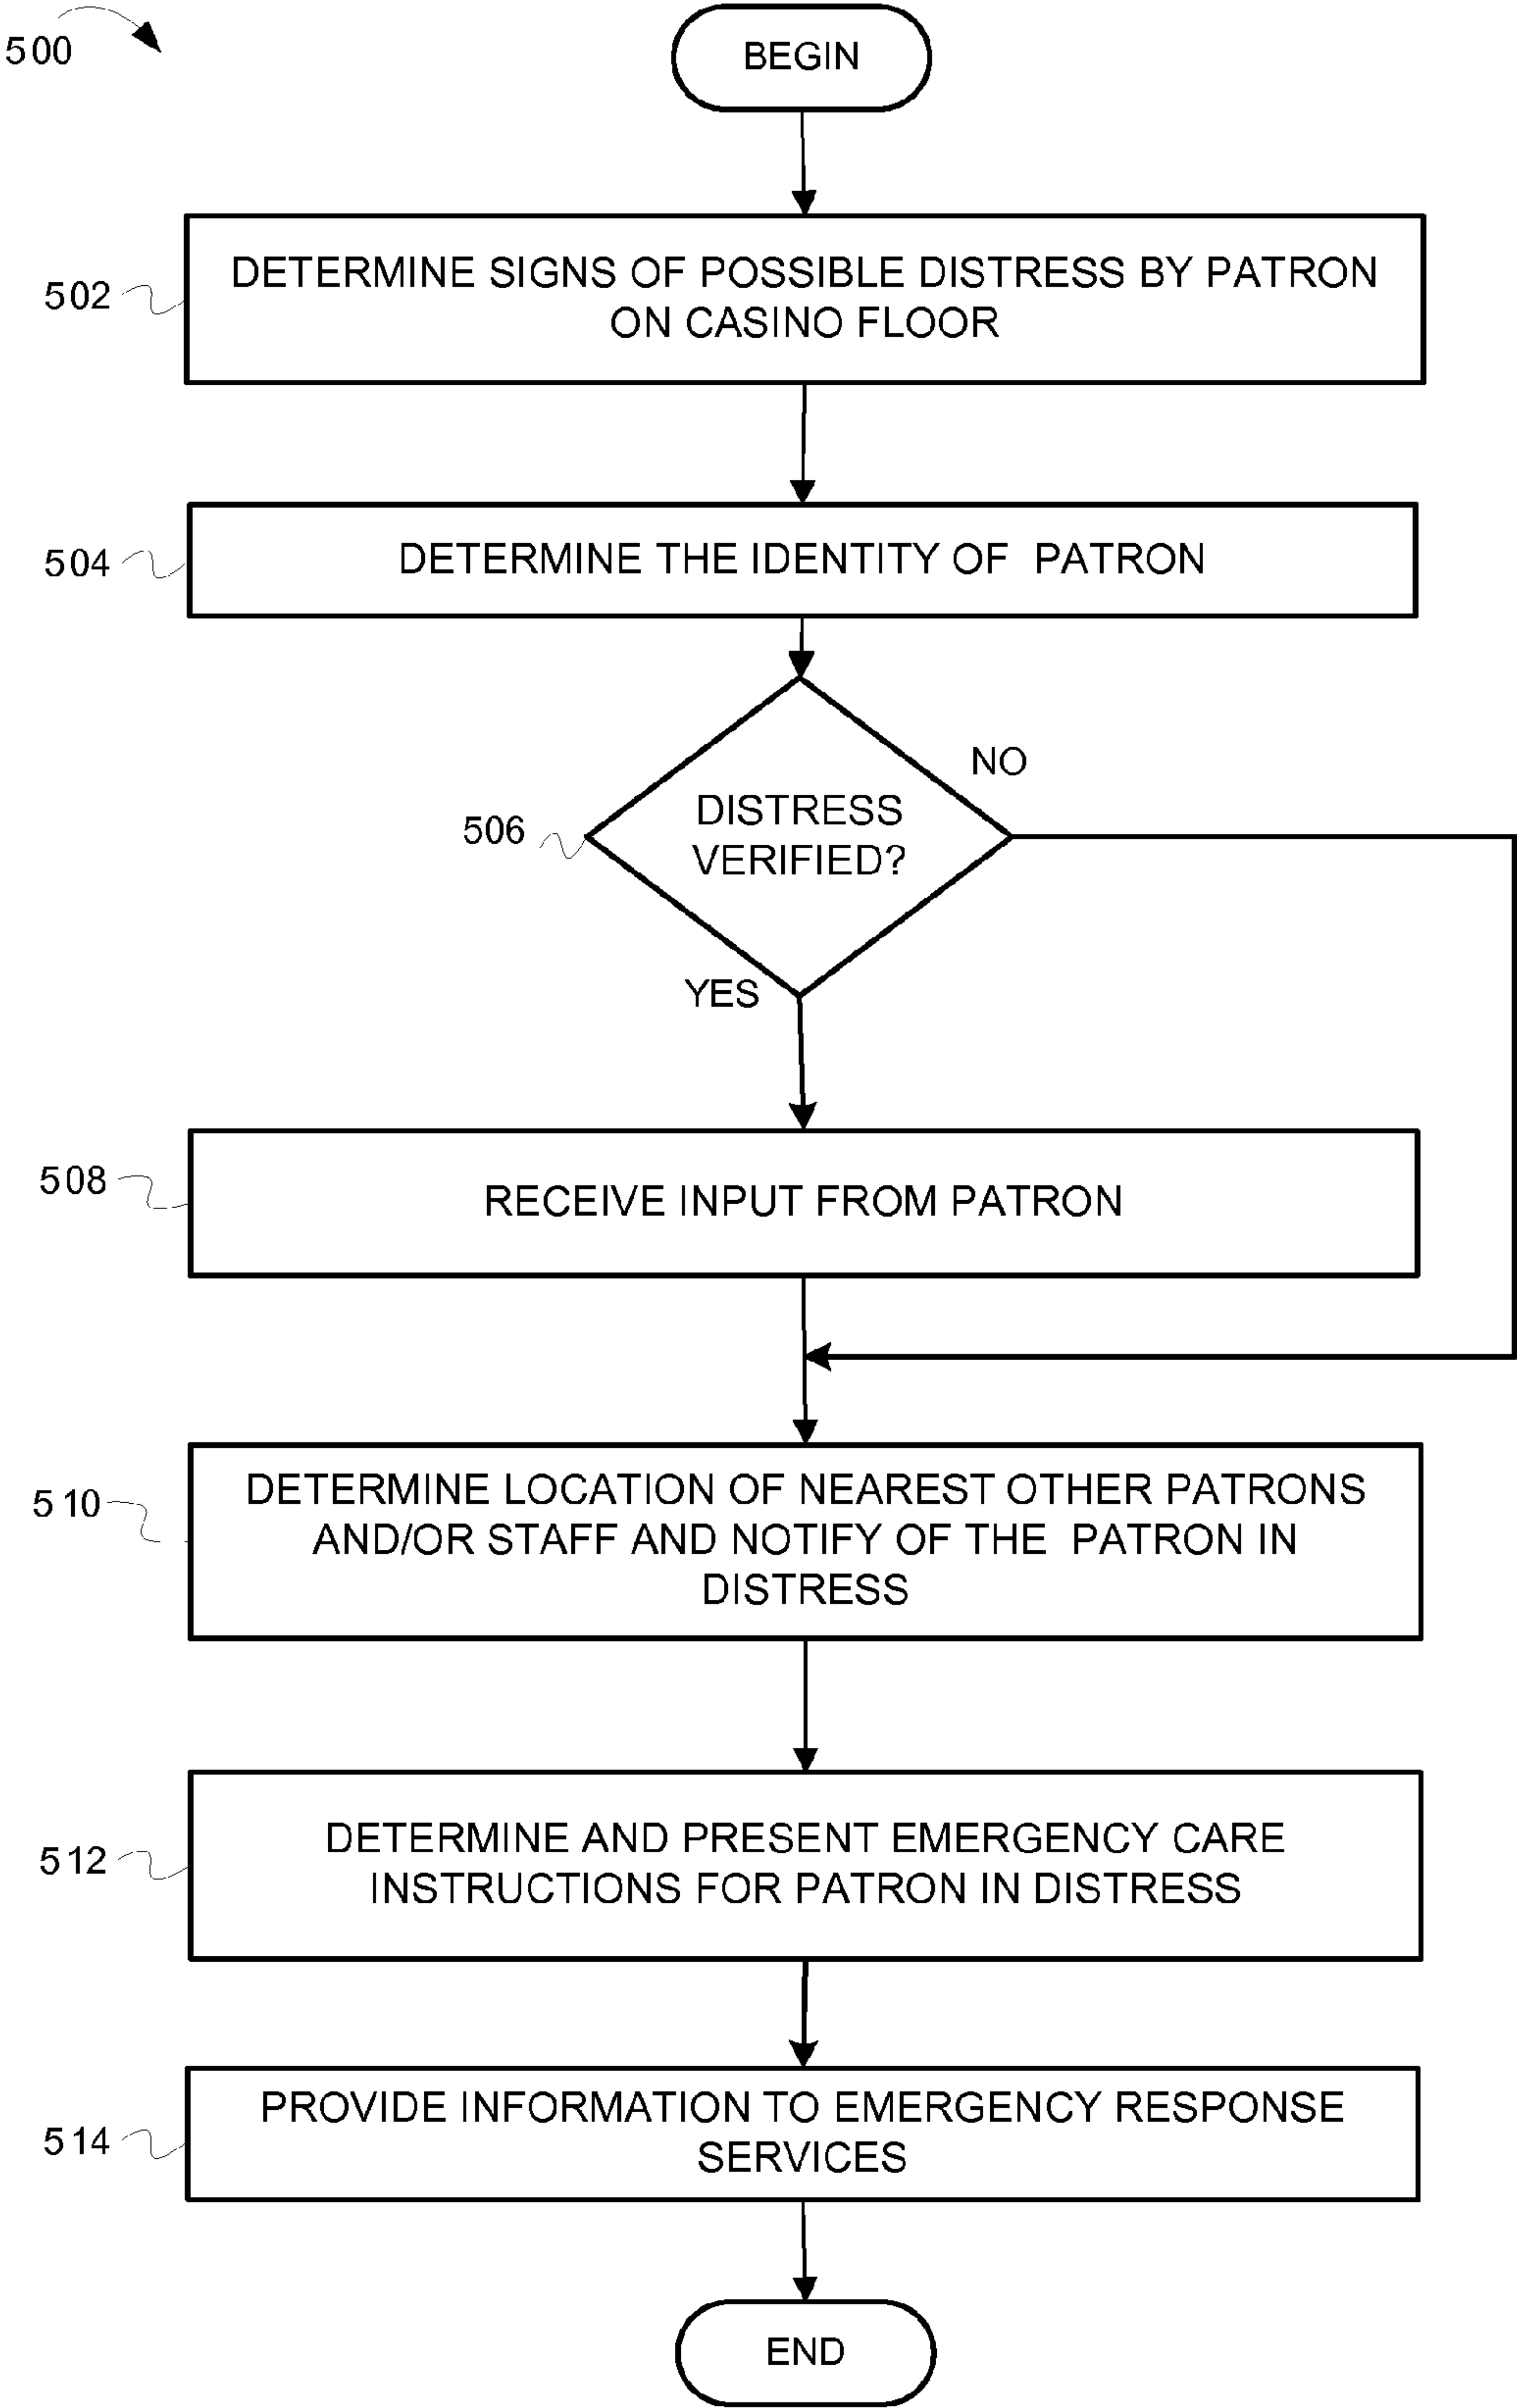 500
BEGIN
502
DETERMINE SIGNS OF POSSIBLE DISTRESS BY PATRON
ON CASINO FLOOR
504
DETERMINE THE IDENTITY OF PATRON
NO
506
DISTRESS
VERIFIED?
YES
508
RECEIVE INPUT FROM PATRON
510
DETERMINE LOCATION OF NEAREST OTHER PATRONS
AND/OR STAFF AND NOTIFY OF THE PATRON IN
DISTRESS
512
DETERMINE AND PRESENT EMERGENCY CARE
INSTRUCTIONS FOR PATRON IN DISTRESS
514
PROVIDE INFORMATION TO EMERGENCY RESPONSE
SERVICES
END